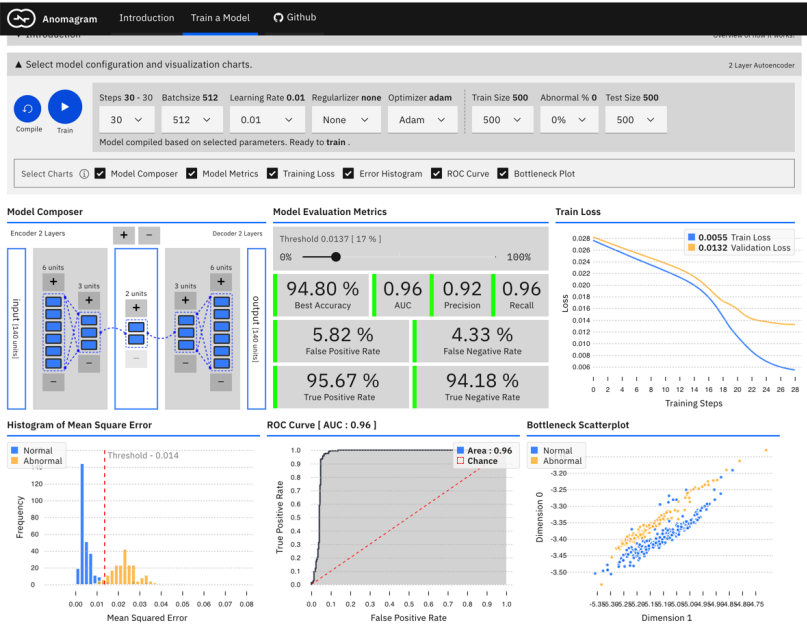 Anomagram Introduction Train a Model Github
Introduction Overview of how it works!
▲ Select model configuration and visualization charts. 2 Layer Autoencoder
Steps 30 - 30 Batchsize 512 Learning Rate 0.01 Regularlizer none Optimizer adam Train Size 500 Abnormal % 0 Test Size 500
30 512 0.01 None Adam 500 0% 500
Compile Train
Model compiled based on selected parameters. Ready to train .
Select Charts Model Composer Model Metrics Training Loss Error Histogram ROC Curve Bottleneck Plot
Model Composer
Encoder 2 Layers + − Decoder 2 Layers
6 units 3 units 2 units 3 units 6 units
+ + + + +
− − − − −
input [140 units]
output [140 units]
Model Evaluation Metrics
Threshold 0.0137 [ 17 % ]
0% 100%
94.80 % 0.96 0.92 0.96
Best Accuracy AUC Precision Recall
5.82 % 4.33 %
False Positive Rate False Negative Rate
95.67 % 94.18 %
True Positive Rate True Negative Rate
Train Loss
0.0055 Train Loss
0.0132 Validation Loss
0.028
0.026
0.024
0.022
0.020
0.018
0.016
0.014
0.012
0.010
0.008
0.006
Loss
0 2 4 6 8 10 12 14 16 18 20 22 24 26 28
Training Steps
Histogram of Mean Square Error
Normal
Abnormal
Threshold - 0.014
140
120
100
80
60
40
20
0
Frequency
0.00 0.01 0.02 0.03 0.04 0.05 0.06 0.07 0.08
Mean Squared Error
ROC Curve [ AUC : 0.96 ]
Area : 0.96
Chance
1.0
0.9
0.8
0.7
0.6
0.5
0.4
0.3
0.2
0.1
0.0
True Positive Rate
0.0 0.1 0.2 0.3 0.4 0.5 0.6 0.7 0.8 0.9 1.0
False Positive Rate
Bottleneck Scatterplot
Normal
Abnormal
-3.20
-3.25
-3.30
-3.35
-3.40
-3.45
-3.50
Dimension 0
Dimension 1